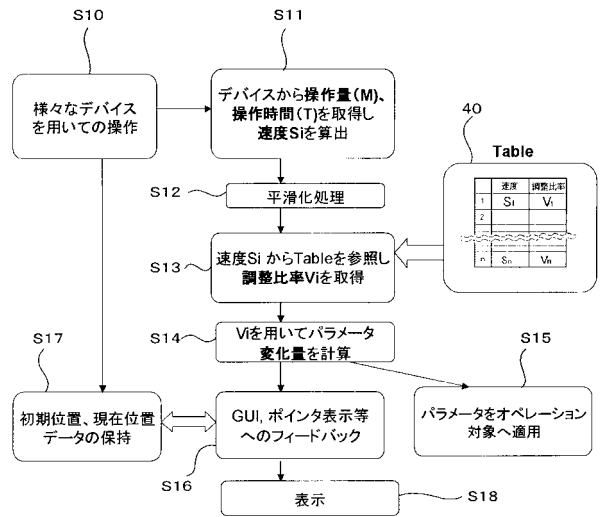 S10
様々なデバイス
を用いての操作
S11
デバイスから操作量(M)、
操作時間(T)を取得し
速度Siを算出
40
Table
速度 調整比率
1 S1 V1
2
n Sn Vn
S12
平滑化処理
S13
速度Si からTableを参照し
調整比率Viを取得
S14
Viを用いてパラメータ
変化量を計算
S15
パラメータをオペレーション
対象へ適用
S17
初期位置、現在位置
データの保持
GUI, ポインタ表示等
へのフィードバック
S16
表示
S18